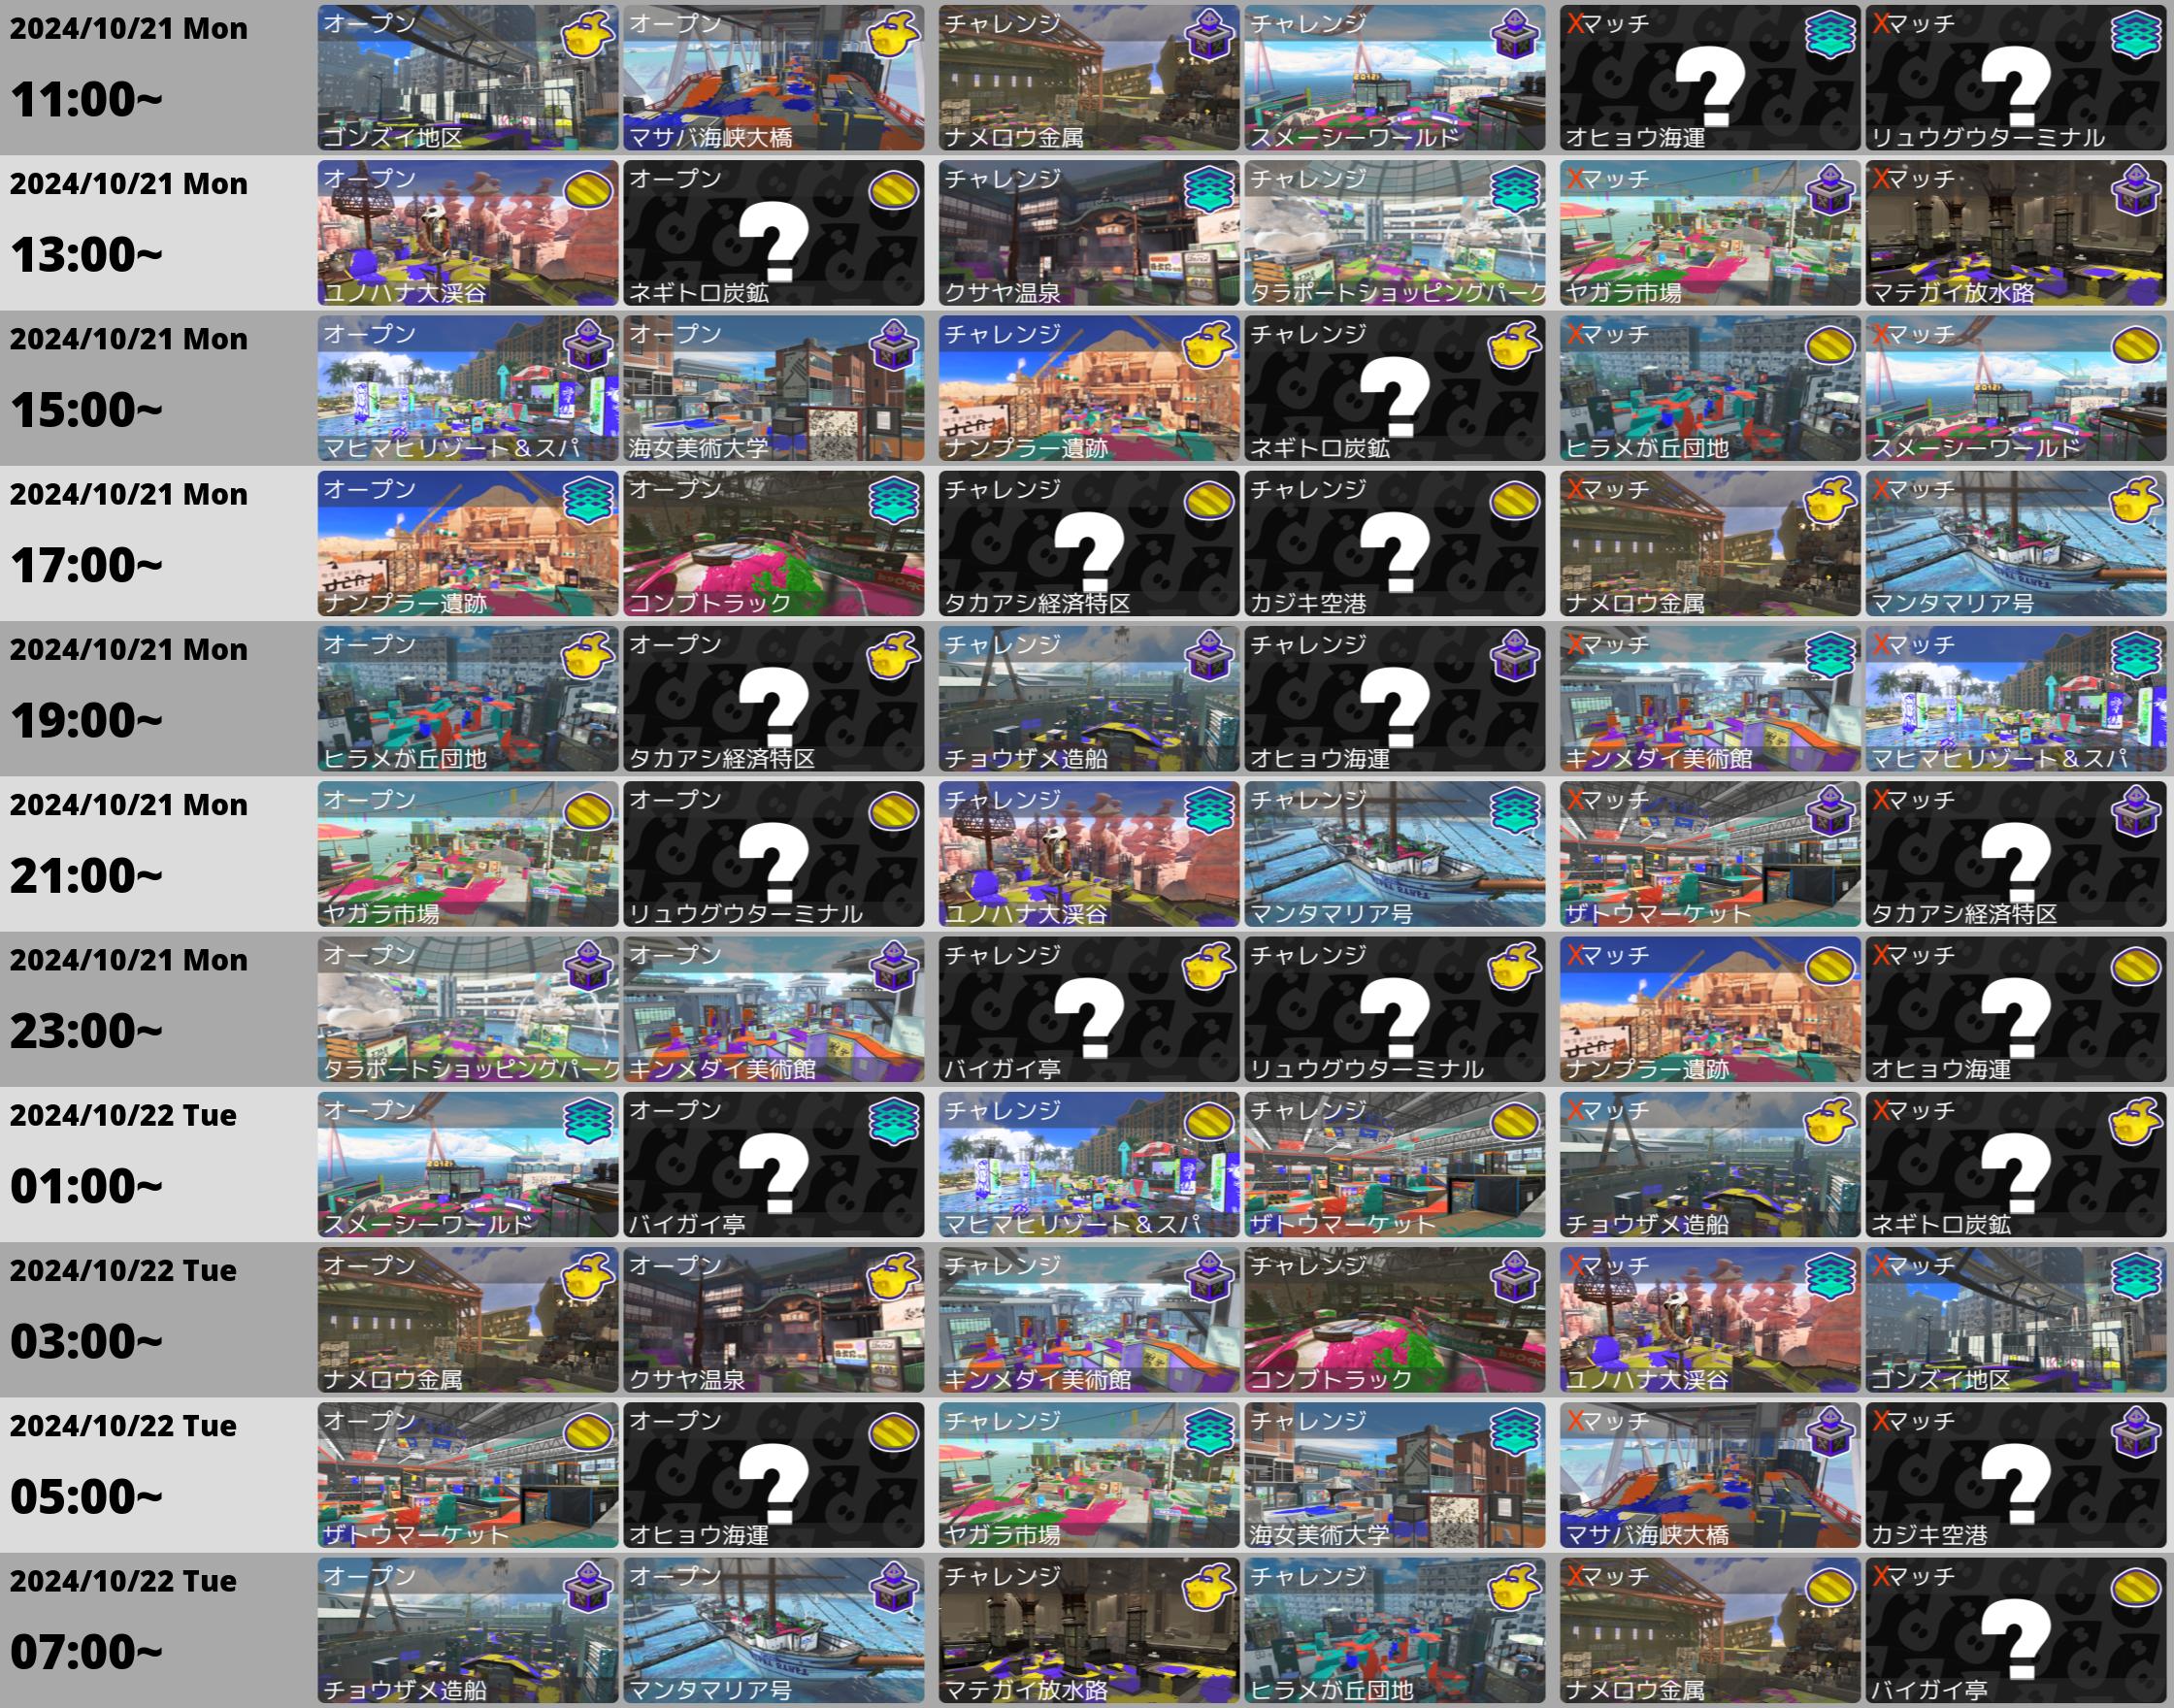 2024/10/21 Mon
11:00~
オープン
ゴンズイ地区
オープン
マサバ海峡大橋
チャレンジ
ナメロウ金属
チャレンジ
スメーシーワールド
Xマッチ
オヒョウ海運
Xマッチ
リュウグウターミナル
2024/10/21 Mon
13:00~
オープン
ユノハナ大渓谷
オープン
ネギトロ炭鉱
チャレンジ
クサヤ温泉
チャレンジ
タラポートショッピングパーク
Xマッチ
ヤガラ市場
Xマッチ
マテガイ放水路
2024/10/21 Mon
15:00~
オープン
マヒマヒリゾート＆スパ
オープン
海女美術大学
チャレンジ
ナンプラー遺跡
チャレンジ
ネギトロ炭鉱
Xマッチ
ヒラメが丘団地
Xマッチ
スメーシーワールド
2024/10/21 Mon
17:00~
オープン
ナンプラー遺跡
オープン
コンブトラック
チャレンジ
タカアシ経済特区
チャレンジ
カジキ空港
Xマッチ
ナメロウ金属
Xマッチ
マンタマリア号
2024/10/21 Mon
19:00~
オープン
ヒラメが丘団地
オープン
タカアシ経済特区
チャレンジ
チョウザメ造船
チャレンジ
オヒョウ海運
Xマッチ
キンメダイ美術館
Xマッチ
マヒマヒリゾート＆スパ
2024/10/21 Mon
21:00~
オープン
ヤガラ市場
オープン
リュウグウターミナル
チャレンジ
ユノハナ大渓谷
チャレンジ
マンタマリア号
Xマッチ
ザトウマーケット
Xマッチ
タカアシ経済特区
2024/10/21 Mon
23:00~
オープン
タラポートショッピングパーク
オープン
キンメダイ美術館
チャレンジ
バイガイ亭
チャレンジ
リュウグウターミナル
Xマッチ
ナンプラー遺跡
Xマッチ
オヒョウ海運
2024/10/22 Tue
01:00~
オープン
スメーシーワールド
オープン
バイガイ亭
チャレンジ
マヒマヒリゾート＆スパ
チャレンジ
ザトウマーケット
Xマッチ
チョウザメ造船
Xマッチ
ネギトロ炭鉱
2024/10/22 Tue
03:00~
オープン
ナメロウ金属
オープン
クサヤ温泉
チャレンジ
キンメダイ美術館
チャレンジ
コンブトラック
Xマッチ
ユノハナ大渓谷
Xマッチ
ゴンズイ地区
2024/10/22 Tue
05:00~
オープン
ザトウマーケット
オープン
オヒョウ海運
チャレンジ
ヤガラ市場
チャレンジ
海女美術大学
Xマッチ
マサバ海峡大橋
Xマッチ
カジキ空港
2024/10/22 Tue
07:00~
オープン
チョウザメ造船
オープン
マンタマリア号
チャレンジ
マテガイ放水路
チャレンジ
ヒラメが丘団地
Xマッチ
ナメロウ金属
Xマッチ
バイガイ亭